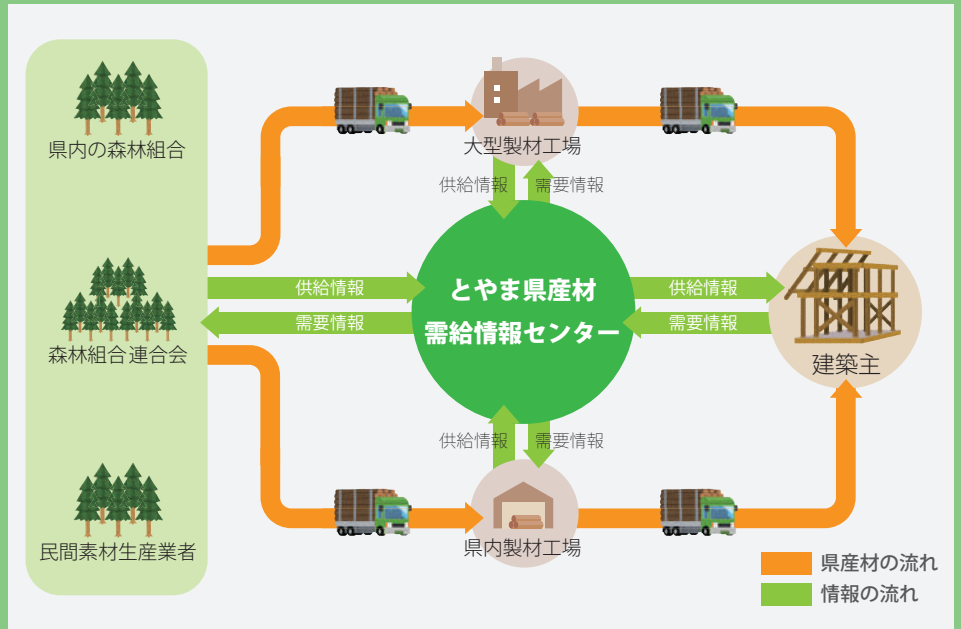 県内の森林組合
大型製材工場
供給情報
需要情報
とやま県産材
需給情報センター
供給情報
需要情報
供給情報
需要情報
森林組合連合会
建築主
供給情報
需要情報
民間素材生産業者
県内製材工場
県産材の流れ
情報の流れ